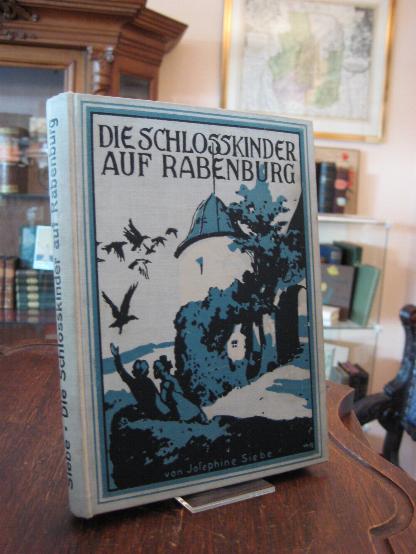 DIE SCHLOSSKINDER
AUF RABENBURG
von Josephine Siebe
Siebe · Die Schlosskinder auf Rabenburg